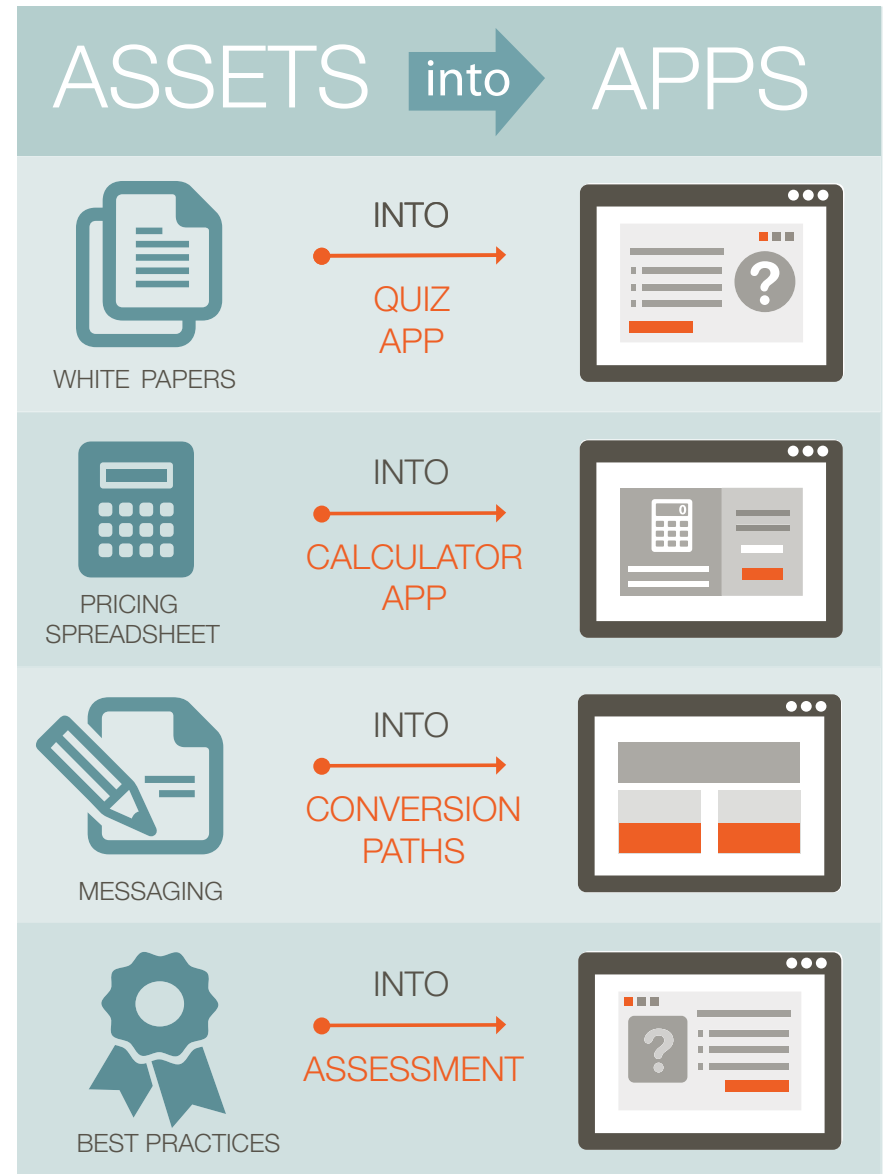 ASSETS into APPS
INTO
QUIZ
APP
?
WHITE PAPERS
INTO
CALCULATOR
APP
0
PRICING
SPREADSHEET
INTO
CONVERSION
PATHS
MESSAGING
INTO
ASSESSMENT
?
BEST PRACTICES